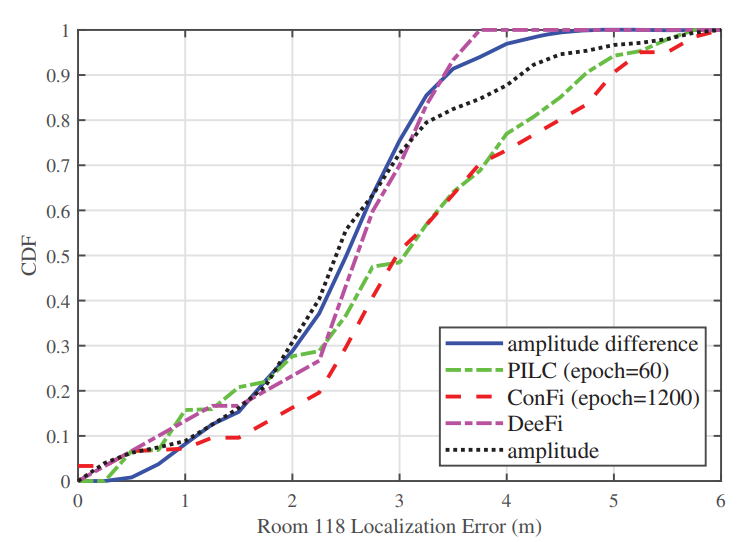 1
0.9
0.8
0.7
0.6
0.5
0.4
0.3
0.2
0.1
0
CDF
amplitude difference
PILC (epoch=60)
ConFi (epoch=1200)
DeeFi
amplitude
0 1 2 3 4 5 6
Room 118 Localization Error (m)